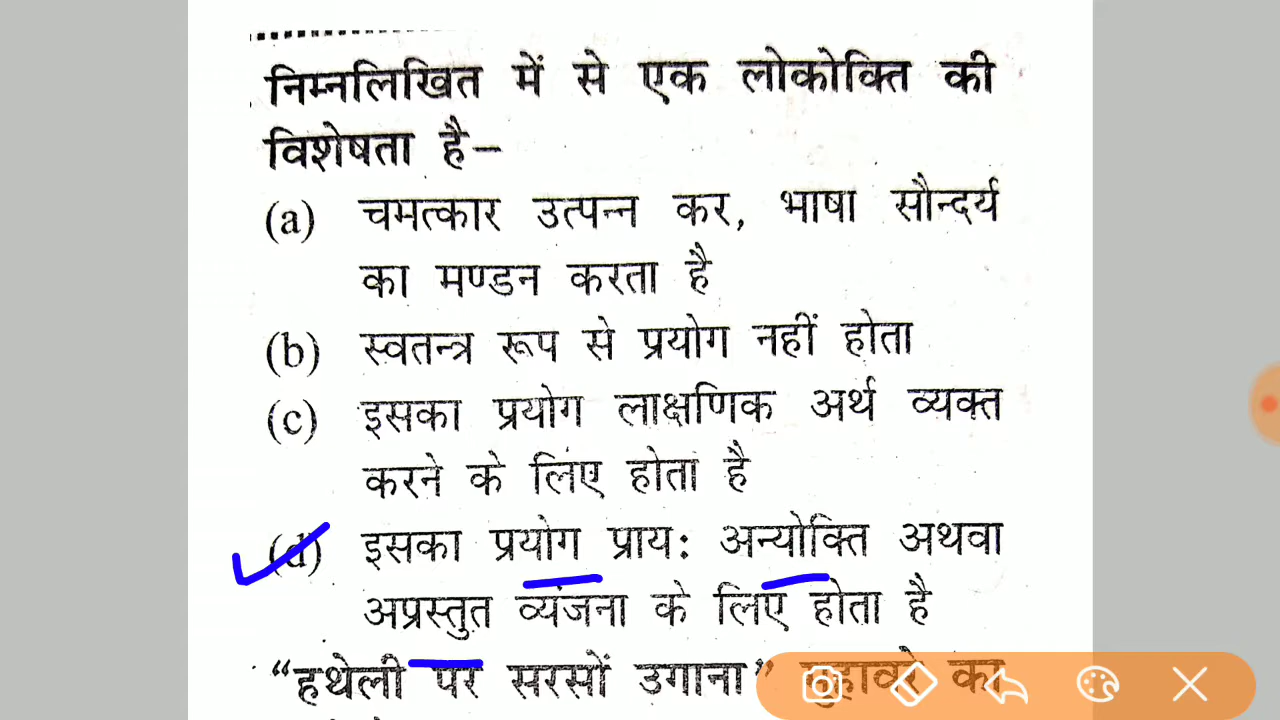 निम्नलिखित में से एक लोकोक्ति की
विशेषता है–
(a) चमत्कार उत्पन्न कर, भाषा सौन्दर्य
का मण्डन करता है
(b) स्वतन्त्र रूप से प्रयोग नहीं होता
(c) इसका प्रयोग लाक्षणिक अर्थ व्यक्त
करने के लिए होता है
(d) इसका प्रयोग प्राय: अन्योक्ति अथवा
अप्रस्तुत व्यंजना के लिए होता है
“हथेली पर सरसों उगाना” मुहावरे का